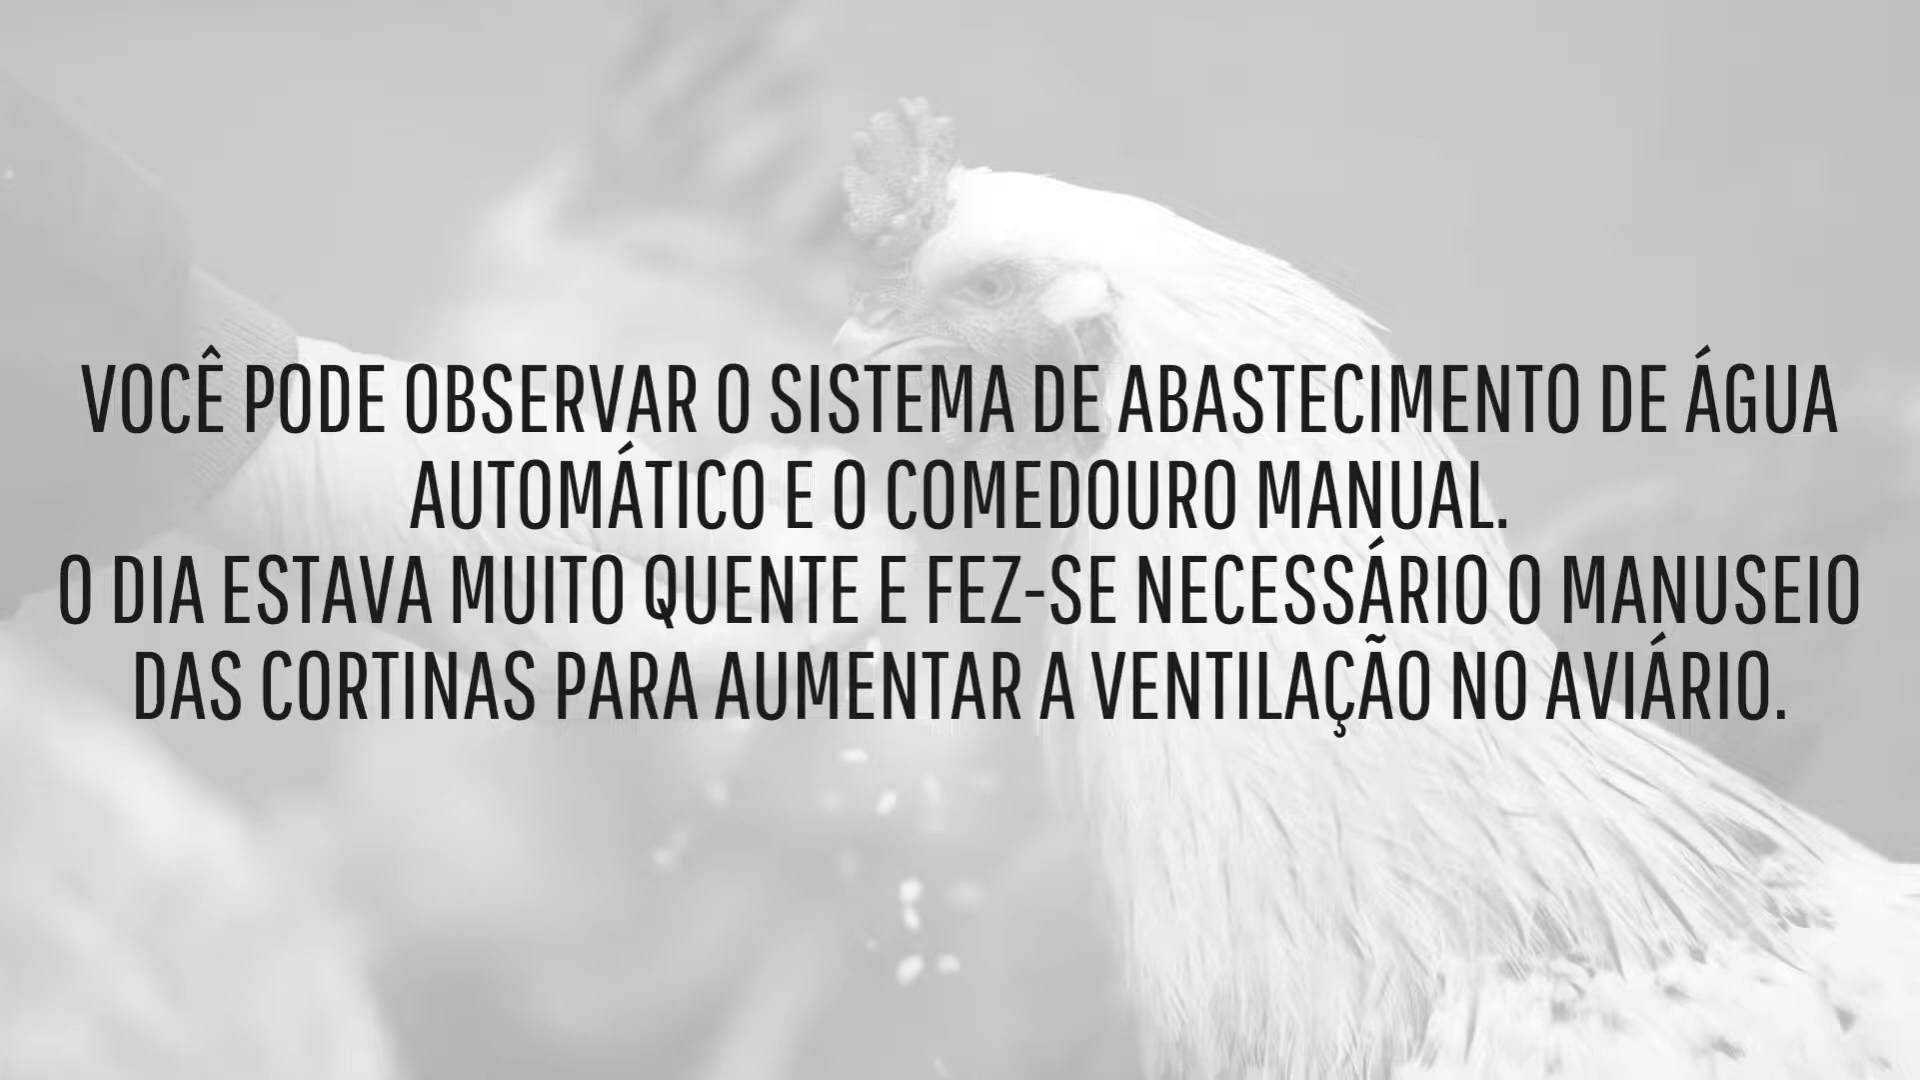 VOCÊ PODE OBSERVAR O SISTEMA DE ABASTECIMENTO DE ÁGUA
AUTOMÁTICO E O COMEDOURO MANUAL.
O DIA ESTAVA MUITO QUENTE E FEZ-SE NECESSÁRIO O MANUSEIO
DAS CORTINAS PARA AUMENTAR A VENTILAÇÃO NO AVIÁRIO.